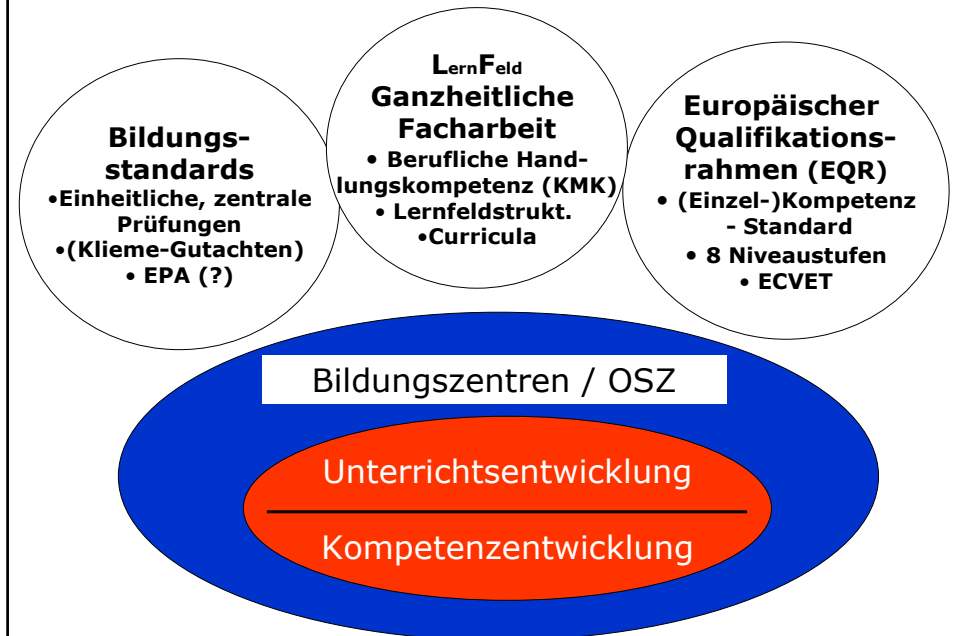 Bildungs-
standards
•Einheitliche, zentrale
Prüfungen
•(Klieme-Gutachten)
• EPA (?)
LernFeld
Ganzheitliche
Facharbeit
• Berufliche Hand-
lungskompetenz (KMK)
• Lernfeldstrukt.
•Curricula
Europäischer
Qualifikations-
rahmen (EQR)
• (Einzel-)Kompetenz
- Standard
• 8 Niveaustufen
• ECVET
Bildungszentren / OSZ
Unterrichtsentwicklung
Kompetenzentwicklung